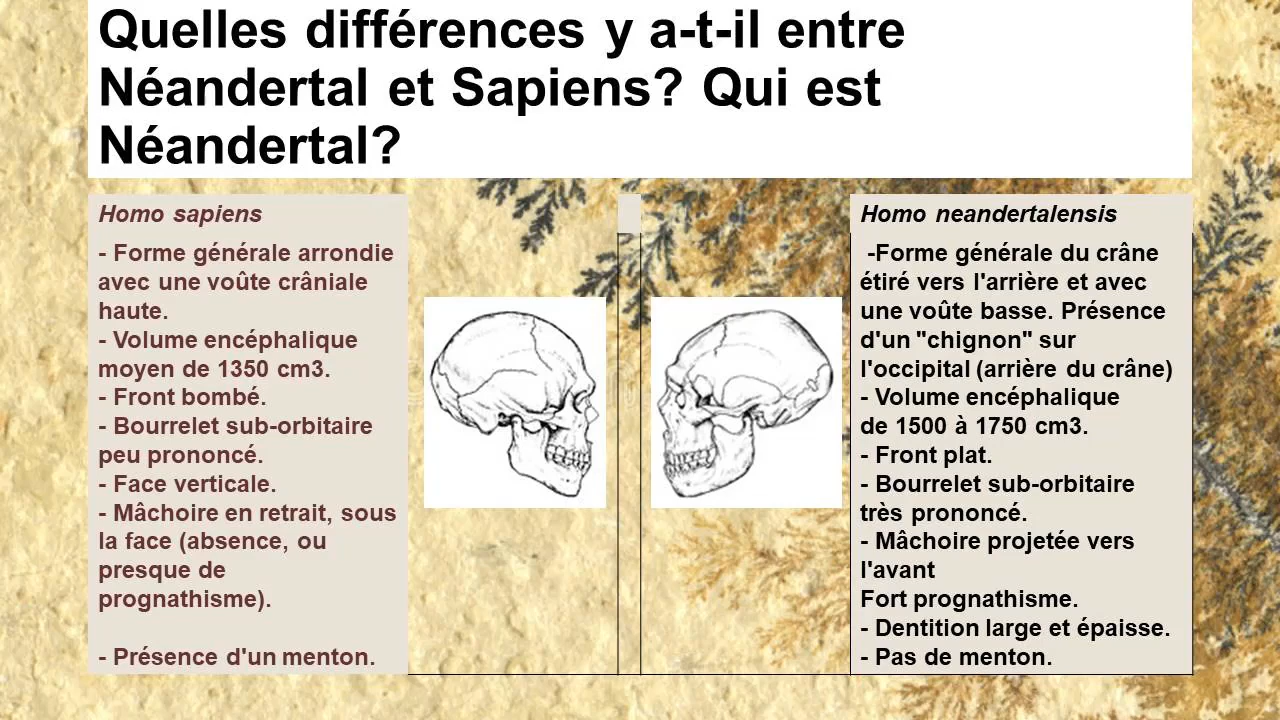 Quelles différences y a-t-il entre
Néandertal et Sapiens? Qui est
Néandertal?
Homo sapiens
- Forme générale arrondie
avec une voûte crâniale
haute.
- Volume encéphalique
moyen de 1350 cm3.
- Front bombé.
- Bourrelet sub-orbitaire
peu prononcé.
- Face verticale.
- Mâchoire en retrait, sous
la face (absence, ou
presque de
prognathisme).
- Présence d'un menton.
Homo neandertalensis
-Forme générale du crâne
étiré vers l'arrière et avec
une voûte basse. Présence
d'un "chignon" sur
l'occipital (arrière du crâne)
- Volume encéphalique
de 1500 à 1750 cm3.
- Front plat.
- Bourrelet sub-orbitaire
très prononcé.
- Mâchoire projetée vers
l'avant
Fort prognathisme.
- Dentition large et épaisse.
- Pas de menton.